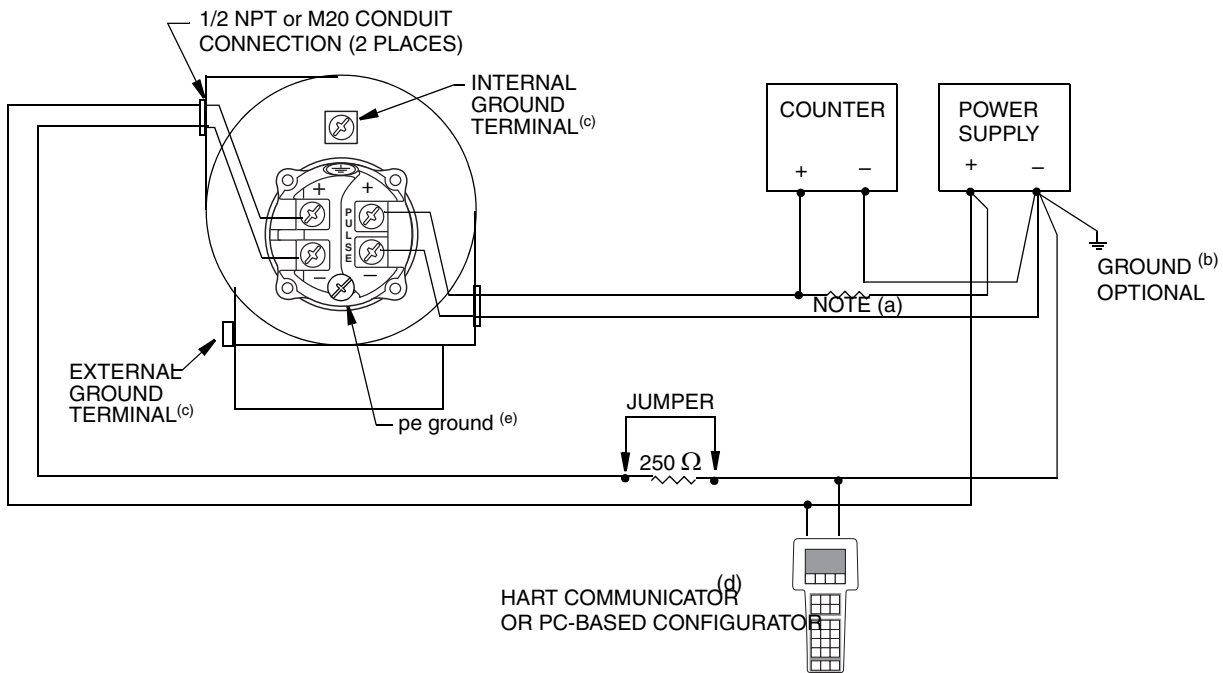 1/2 NPT or M20 CONDUIT
CONNECTION (2 PLACES)
INTERNAL
GROUND
TERMINAL(c)
COUNTER
+ –
POWER
SUPPLY
+ –
+ +
PULSE
– –
GROUND (b)
OPTIONAL
NOTE (a)
EXTERNAL
GROUND
TERMINAL(c)
pe ground (e)
JUMPER
250 Ω
(d)
HART COMMUNICATOR
OR PC-BASED CONFIGURATOR